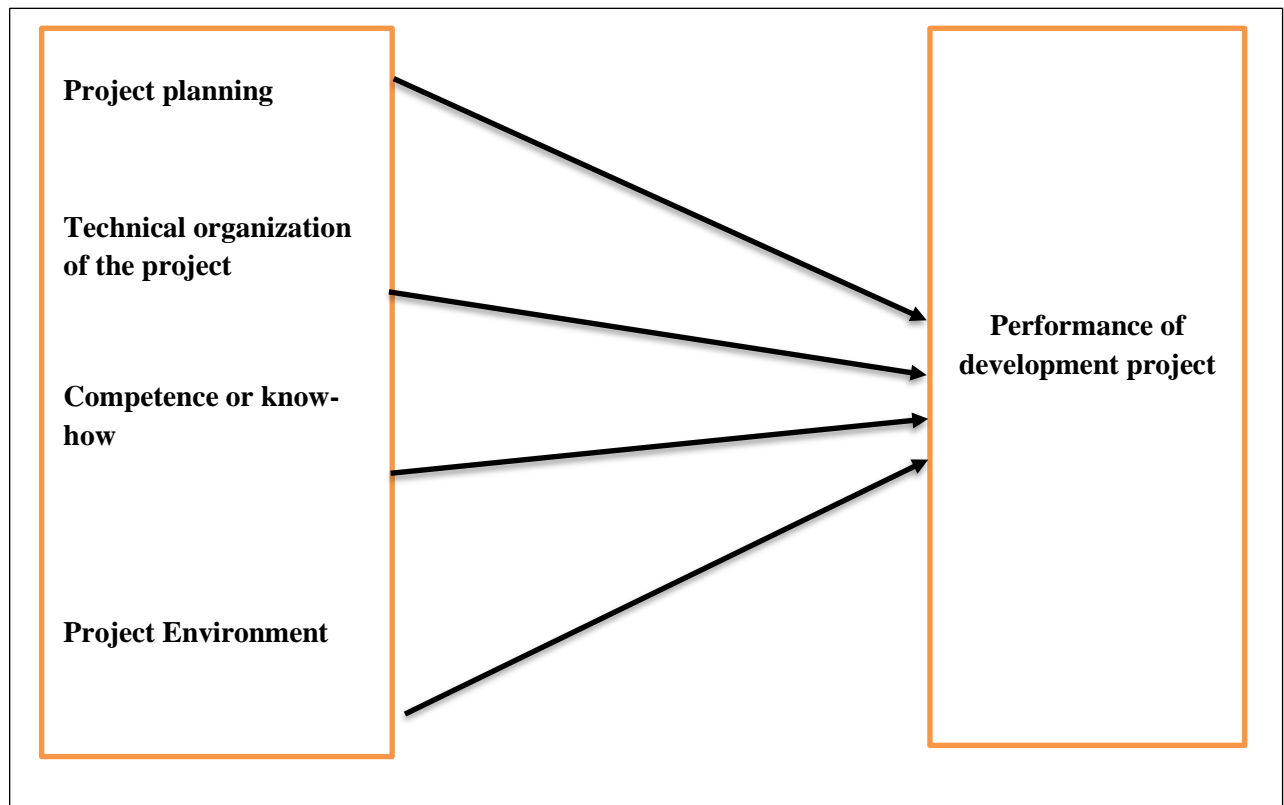 Project planning
Technical organization
of the project
Competence or know-
how
Project Environment
Performance of
development project